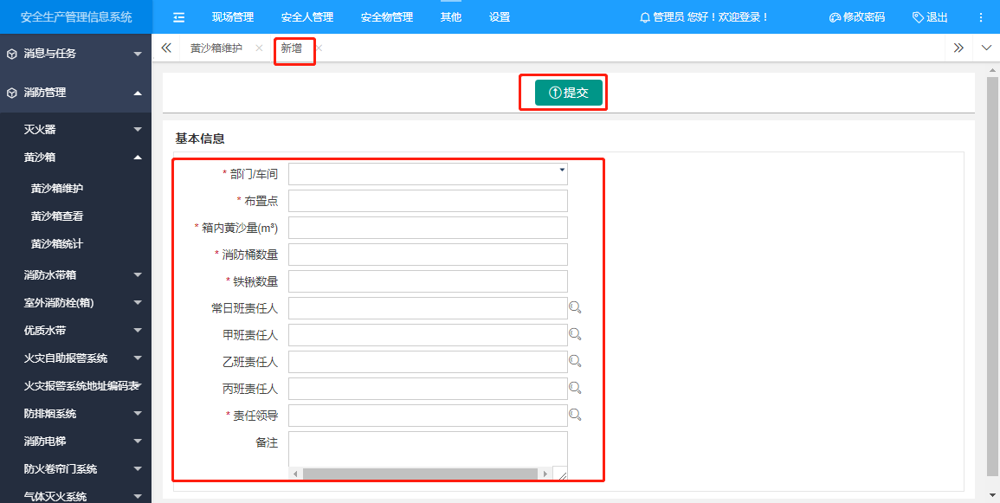 安全生产管理信息系统
现场管理
安全人管理
安全物管理
其他
设置
管理员 您好！欢迎登录！
修改密码
退出
消息与任务
消防管理
灭火器
黄沙箱
黄沙箱维护
黄沙箱查看
黄沙箱统计
消防水带箱
室外消防栓(箱)
优质水带
火灾自助报警系统
火灾报警系统地址编码表
防排烟系统
消防电梯
防火卷帘门系统
气体灭火系统
黄沙箱维护
新增
提交
基本信息
* 部门/车间
* 布置点
* 箱内黄沙量(m³)
* 消防桶数量
* 铁锹数量
常日班责任人
甲班责任人
乙班责任人
丙班责任人
* 责任领导
备注